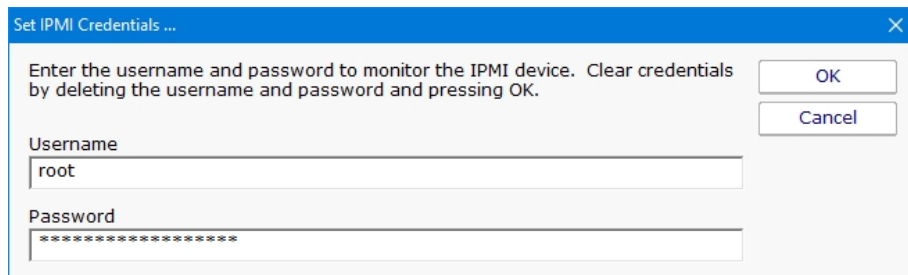 Set IPMI Credentials ...
Enter the username and password to monitor the IPMI device.  Clear credentials
by deleting the username and password and pressing OK.
OK
Cancel
Username
root
Password
******************